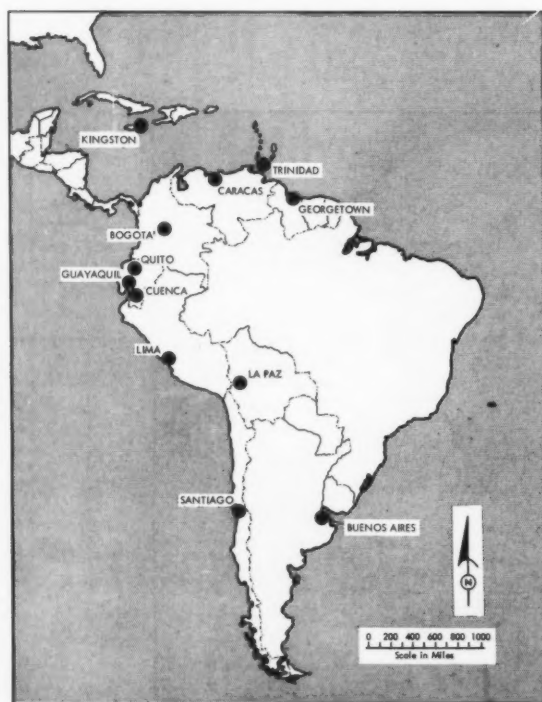 KINGSTON
TRINIDAD
CARACAS
GEORGETOWN
BOGOTA'
QUITO
GUAYAQUIL
CUENCA
LIMA
LA PAZ
SANTIAGO
BUENOS AIRES
N
0 200 400 600 800 1000
Scale in Miles